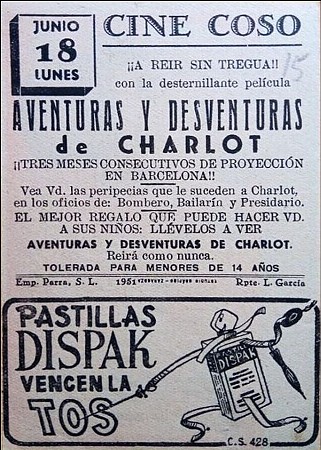 JUNIO
18
LUNES
CINE COSO
¡¡A REIR SIN TREGUA!!
15
con la desternillante película
AVENTURAS Y DESVENTURAS
de CHARLOT
¡¡TRES MESES CONSECUTIVOS DE PROYECCIÓN
EN BARCELONA!!
Vea Vd. las peripecias que le suceden a Charlot,
en los oficios de: Bombero, Bailarín y Presidario.
EL MEJOR REGALO QUE PUEDE HACER VD.
A SUS NIÑOS: LLÉVELOS A VER
AVENTURAS Y DESVENTURAS DE CHARLOT.
Reirá como nunca.
TOLERADA PARA MENORES DE 14 AÑOS
Emp. Parra, S. L. 1951 ZARAGOZA Rpte. L. García
PASTILLAS
DISPAK
VENCEN LA
TOS
PASTILLAS
DISPAK
C.S. 428